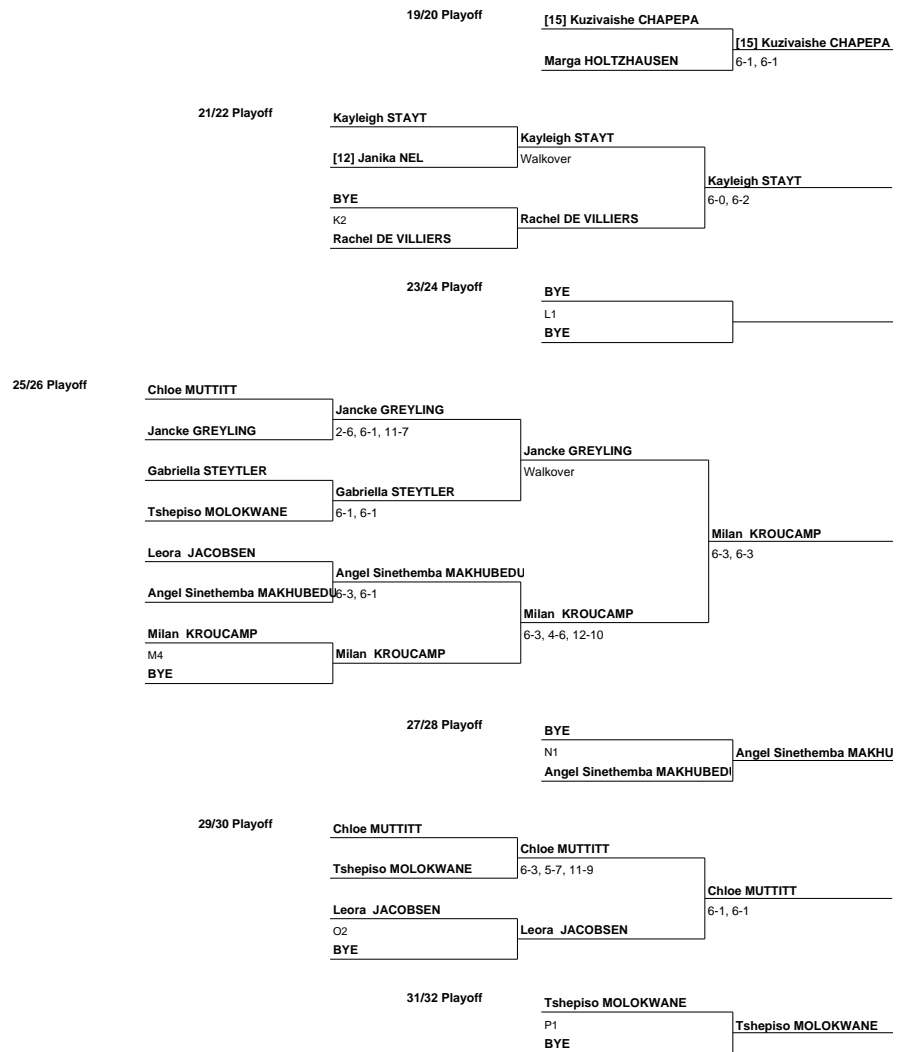 19/20 Playoff
[15] Kuzivaishe CHAPEPA
[15] Kuzivaishe CHAPEPA
Marga HOLTZHAUSEN
6-1, 6-1
21/22 Playoff
Kayleigh STAYT
Kayleigh STAYT
[12] Janika NEL
Walkover
Kayleigh STAYT
BYE
6-0, 6-2
K2
Rachel DE VILLIERS
Rachel DE VILLIERS
23/24 Playoff
BYE
L1
BYE
25/26 Playoff
Chloe MUTTITT
Jancke GREYLING
Jancke GREYLING
2-6, 6-1, 11-7
Jancke GREYLING
Gabriella STEYTLER
Walkover
Gabriella STEYTLER
Tshepiso MOLOKWANE
6-1, 6-1
Milan KROUCAMP
Leora JACOBSEN
6-3, 6-3
Angel Sinethemba MAKHUBEDU
Angel Sinethemba MAKHUBEDU
6-3, 6-1
Milan KROUCAMP
Milan KROUCAMP
6-3, 4-6, 12-10
M4
Milan KROUCAMP
BYE
27/28 Playoff
BYE
N1
Angel Sinethemba MAKHU
Angel Sinethemba MAKHUBED
29/30 Playoff
Chloe MUTTITT
Chloe MUTTITT
Tshepiso MOLOKWANE
6-3, 5-7, 11-9
Chloe MUTTITT
Leora JACOBSEN
6-1, 6-1
O2
Leora JACOBSEN
BYE
31/32 Playoff
Tshepiso MOLOKWANE
P1
Tshepiso MOLOKWANE
BYE